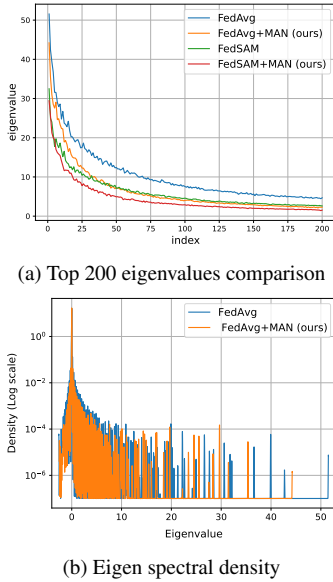 FedAvg
FedAvg+MAN (ours)
FedSAM
FedSAM+MAN (ours)
eigenvalue
50
40
30
20
10
0
0 25 50 75 100 125 150 175 200
index
(a) Top 200 eigenvalues comparison
FedAvg
FedAvg+MAN (ours)
Density (Log scale)
10⁰
10⁻²
10⁻⁴
10⁻⁶
0 10 20 30 40 50
Eigenvalue
(b) Eigen spectral density